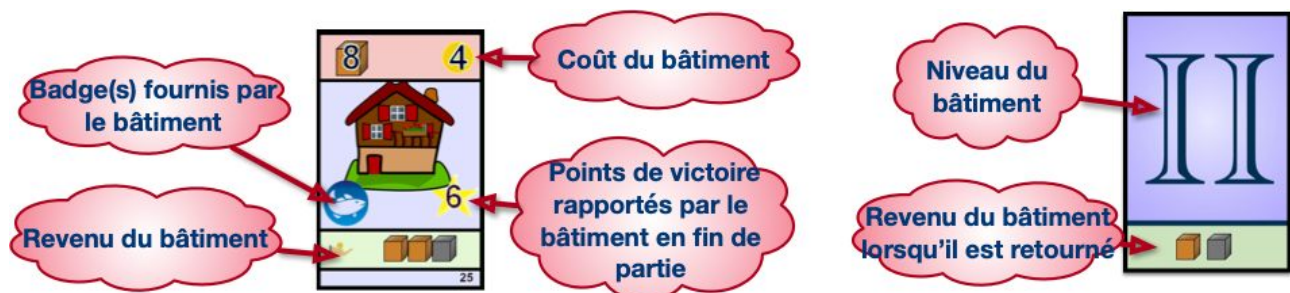 8 4
Coût du bâtiment
Badge(s) fournis par
le bâtiment
6
Points de victoire
rapportés par le
bâtiment en fin de
partie
Revenu du bâtiment
25
Niveau du
bâtiment
II
Revenu du bâtiment
lorsqu'il est retourné